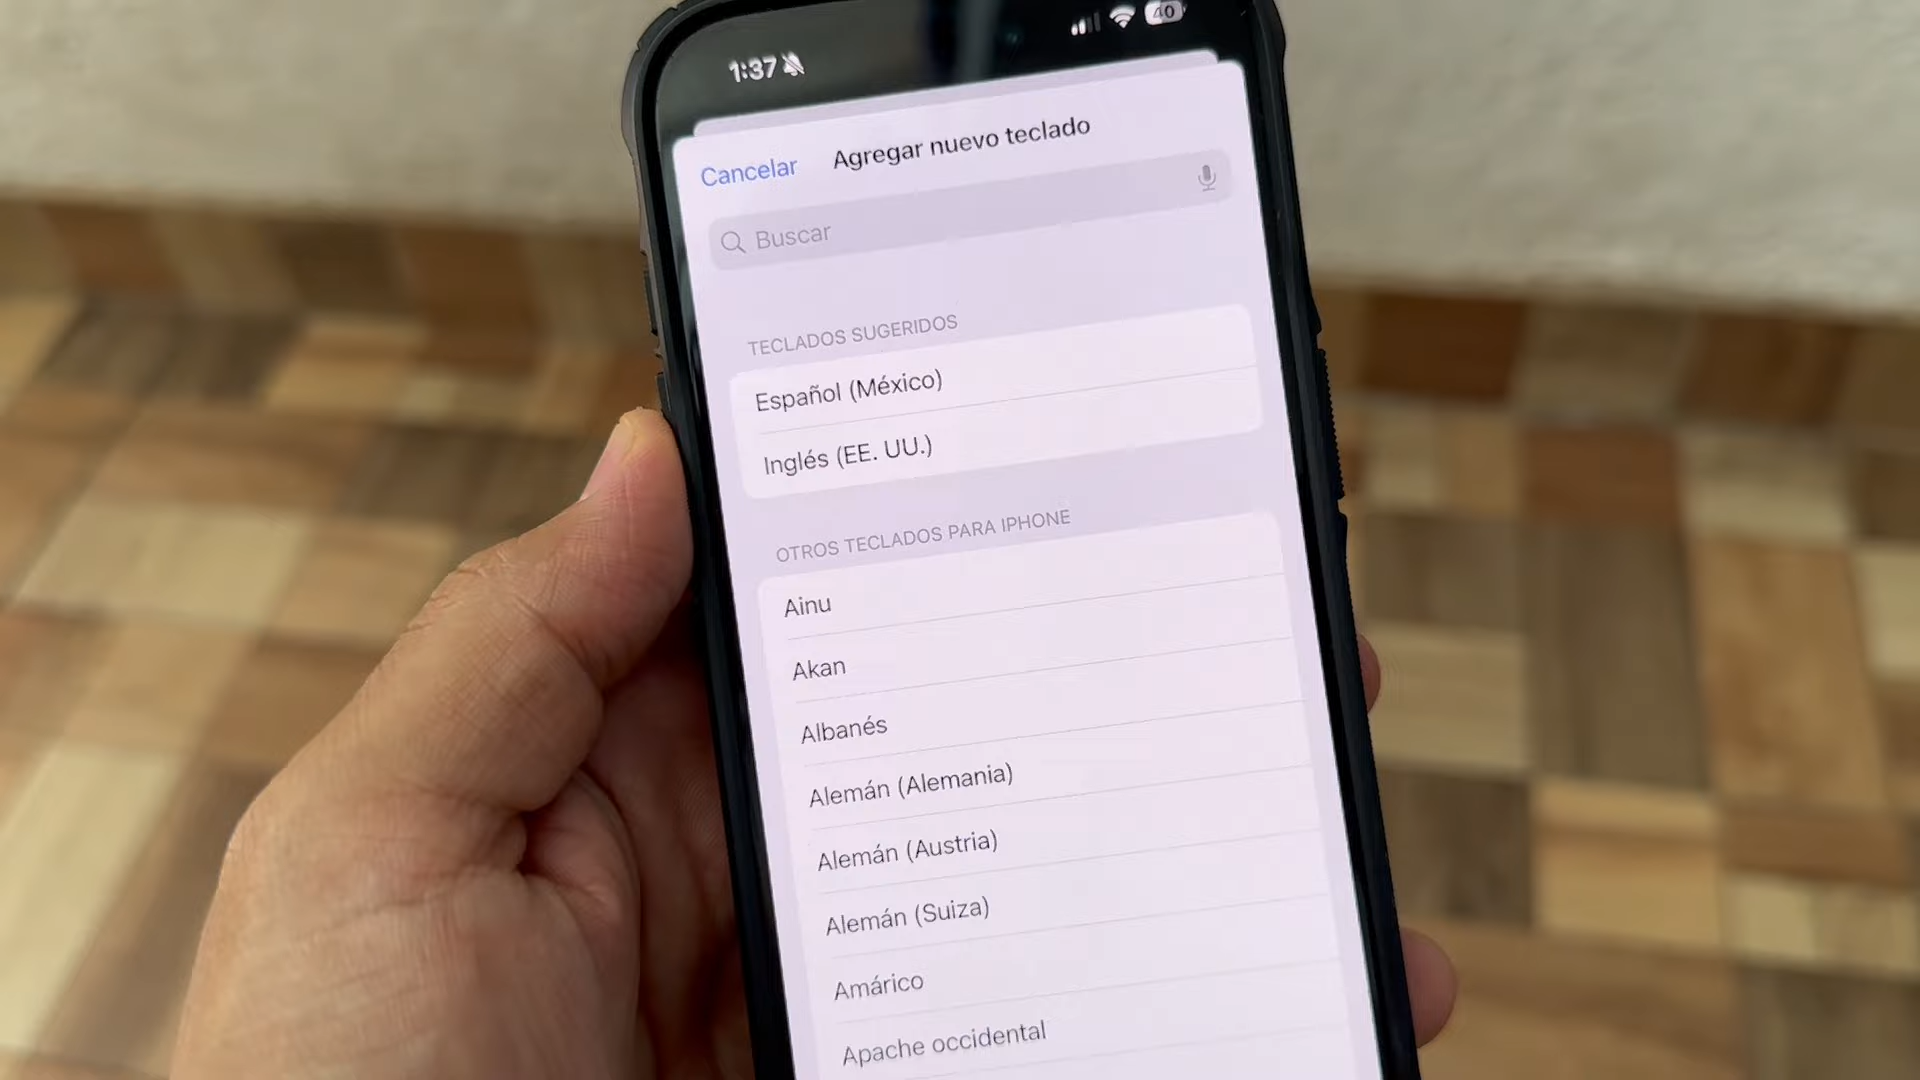 1:37
40
Cancelar
Agregar nuevo teclado
Buscar
TECLADOS SUGERIDOS
Español (México)
Inglés (EE. UU.)
OTROS TECLADOS PARA IPHONE
Ainu
Akan
Albanés
Alemán (Alemania)
Alemán (Austria)
Alemán (Suiza)
Amárico
Apache occidental